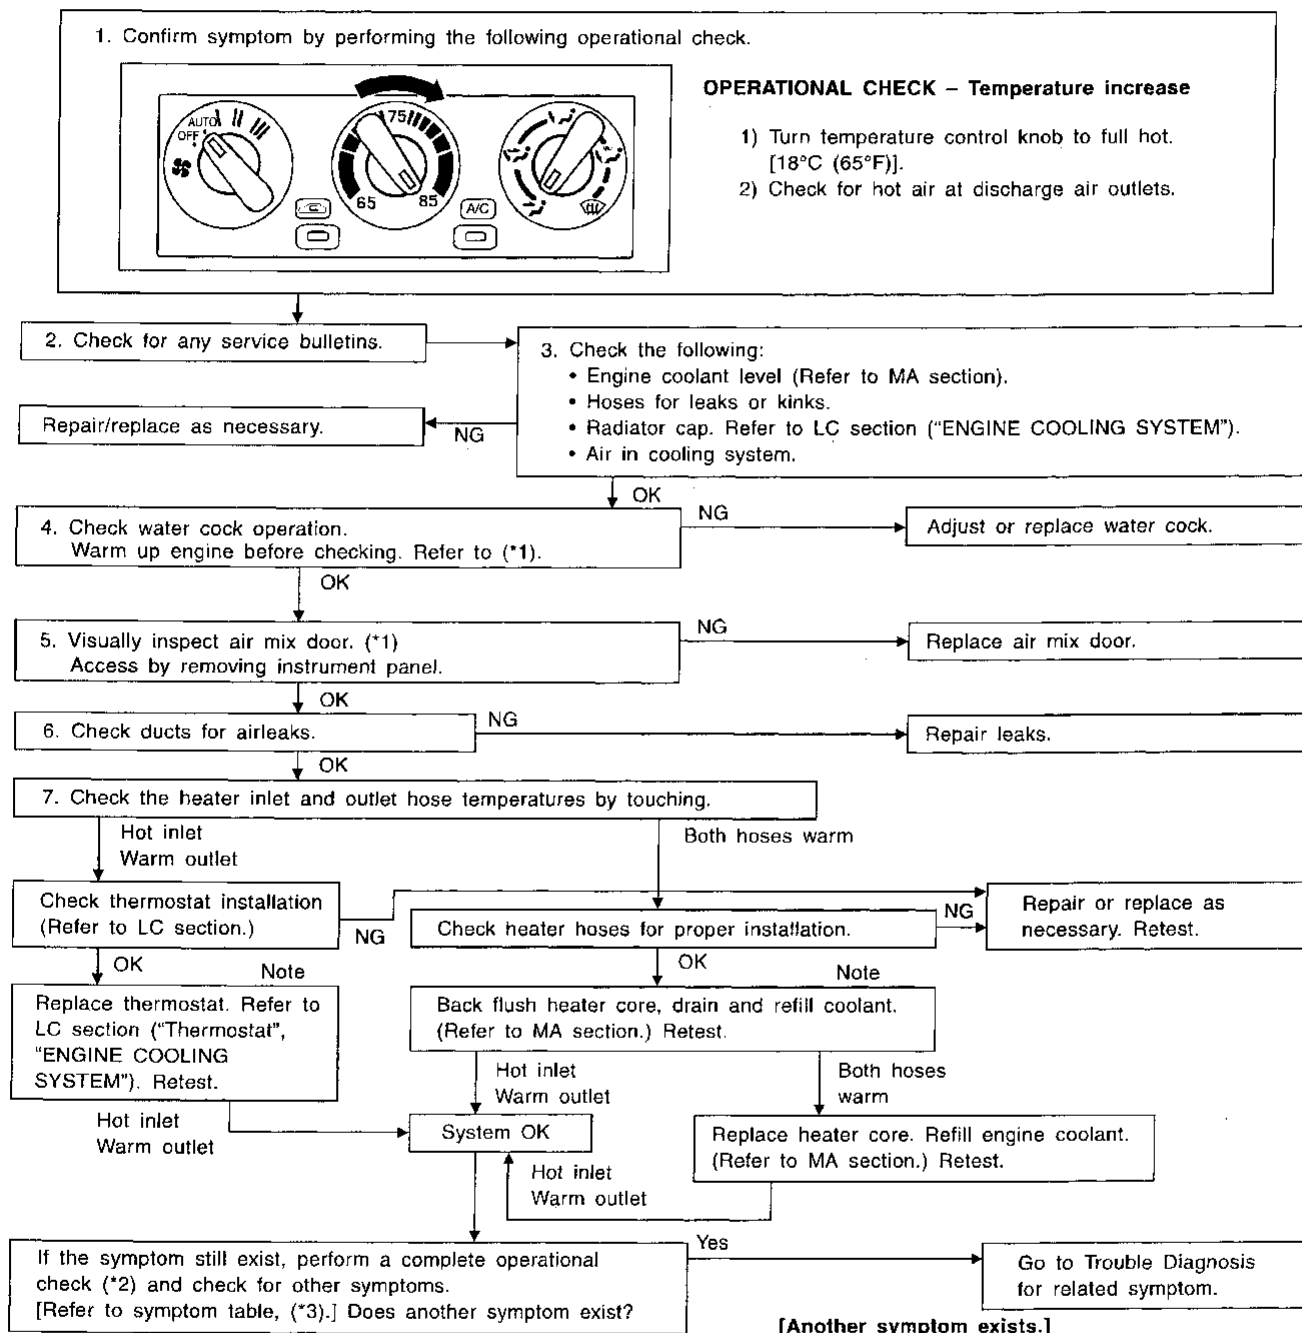 1. Confirm symptom by performing the following operational check.
AUTO
OFF
75
65
85
A/C
OPERATIONAL CHECK – Temperature increase
1) Turn temperature control knob to full hot.
[18°C (65°F)].
2) Check for hot air at discharge air outlets.
2. Check for any service bulletins.
3. Check the following:
• Engine coolant level (Refer to MA section).
• Hoses for leaks or kinks.
• Radiator cap. Refer to LC section ("ENGINE COOLING SYSTEM").
• Air in cooling system.
Repair/replace as necessary.
NG
OK
4. Check water cock operation.
Warm up engine before checking. Refer to (*1).
NG
Adjust or replace water cock.
OK
5. Visually inspect air mix door. (*1)
Access by removing instrument panel.
NG
Replace air mix door.
OK
6. Check ducts for airleaks.
NG
Repair leaks.
OK
7. Check the heater inlet and outlet hose temperatures by touching.
Hot inlet
Warm outlet
Both hoses warm
Check thermostat installation
(Refer to LC section.)
NG
Check heater hoses for proper installation.
NG
Repair or replace as
necessary. Retest.
OK
Note
OK
Note
Replace thermostat. Refer to
LC section ("Thermostat",
"ENGINE COOLING
SYSTEM"). Retest.
Back flush heater core, drain and refill coolant.
(Refer to MA section.) Retest.
Hot inlet
Warm outlet
Both hoses
warm
Hot inlet
Warm outlet
System OK
Replace heater core. Refill engine coolant.
(Refer to MA section.) Retest.
Hot inlet
Warm outlet
If the symptom still exist, perform a complete operational
check (*2) and check for other symptoms.
[Refer to symptom table, (*3).] Does another symptom exist?
Yes
Go to Trouble Diagnosis
for related symptom.
[Another symptom exists.]